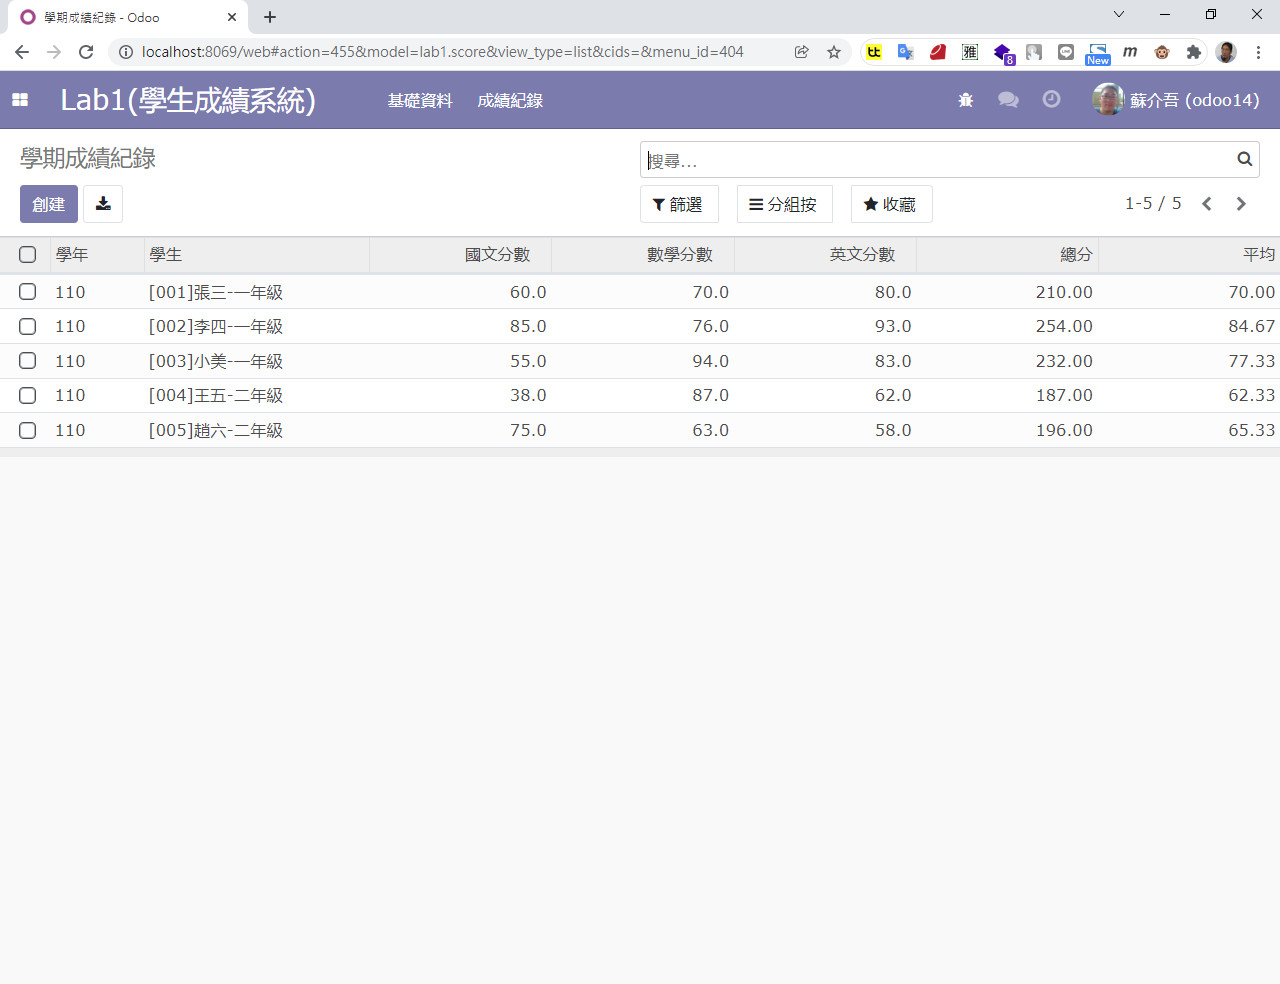 學期成績紀錄 - Odoo
localhost:8069/web#action=455&model=lab1.score&view_type=list&cids=&menu_id=404
tt
雅
8
New
m
Lab1(學生成績系統) 基礎資料 成績紀錄 蘇介吾 (odoo14)
學期成績紀錄
搜尋...
創建
篩選 分組按 收藏 1-5 / 5
學年 學生 國文分數 數學分數 英文分數 總分 平均
110 [001]張三-一年級 60.0 70.0 80.0 210.00 70.00
110 [002]李四-一年級 85.0 76.0 93.0 254.00 84.67
110 [003]小美-一年級 55.0 94.0 83.0 232.00 77.33
110 [004]王五-二年級 38.0 87.0 62.0 187.00 62.33
110 [005]趙六-二年級 75.0 63.0 58.0 196.00 65.33